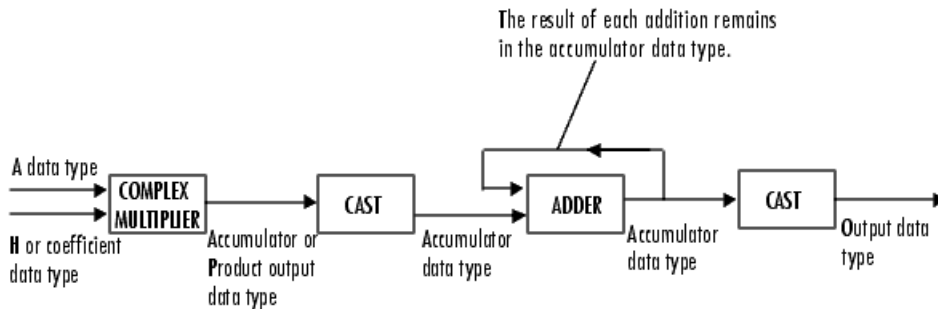 The result of each addition remains
in the accumulator data type.
A data type
COMPLEX
MULTIPLIER
CAST
ADDER
CAST
H or coefficient
data type
Accumulator or
Product output
data type
Accumulator
data type
Accumulator
data type
Output data
type